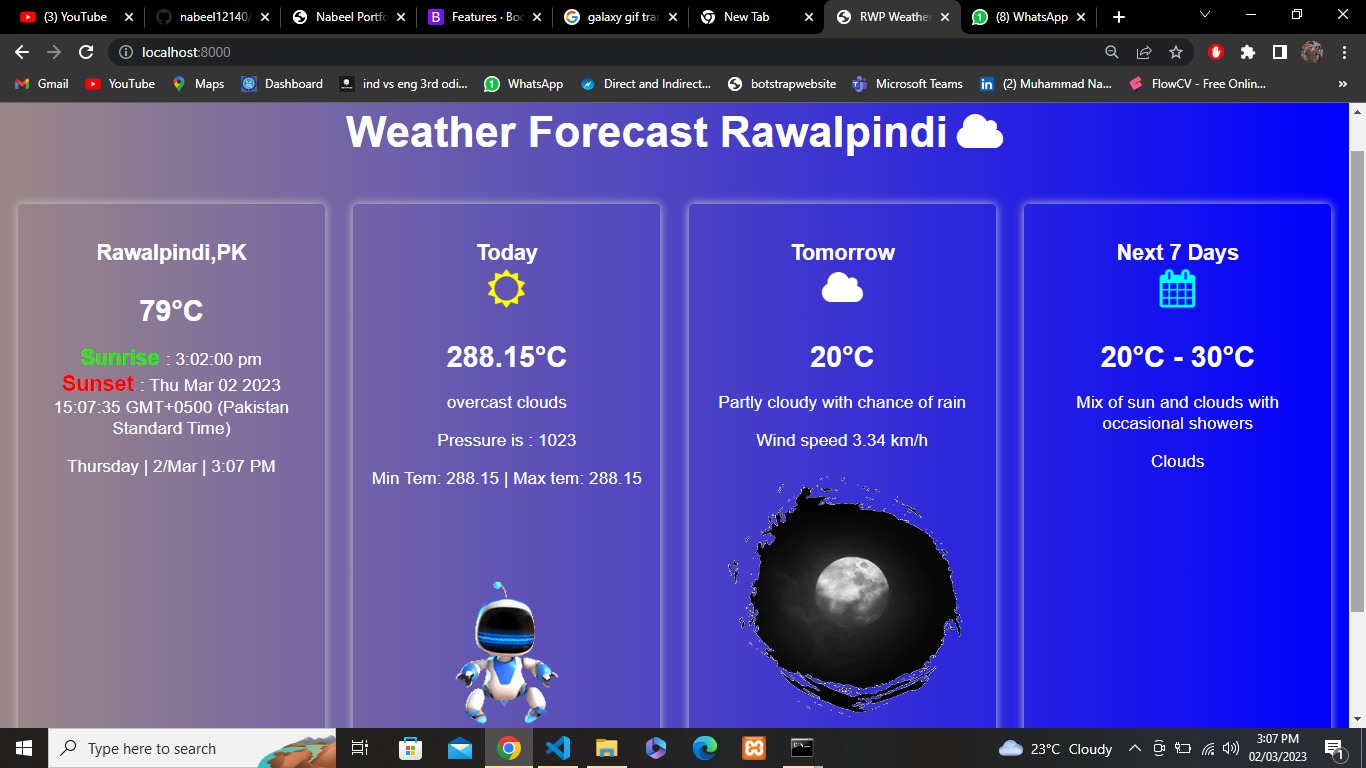 (3) YouTube
nabeel12140/
Nabeel Portfo
Features · Boo
galaxy gif tran
New Tab
RWP Weather
(8) WhatsApp
localhost:8000
Gmail
YouTube
Maps
Dashboard
ind vs eng 3rd odi...
WhatsApp
Direct and Indirect...
botstrapwebsite
Microsoft Teams
(2) Muhammad Na...
FlowCV - Free Onlin...
»
Weather Forecast Rawalpindi
Rawalpindi,PK
79°C
Sunrise : 3:02:00 pm
Sunset : Thu Mar 02 2023
15:07:35 GMT+0500 (Pakistan
Standard Time)
Thursday | 2/Mar | 3:07 PM
Today
288.15°C
overcast clouds
Pressure is : 1023
Min Tem: 288.15 | Max tem: 288.15
Tomorrow
20°C
Partly cloudy with chance of rain
Wind speed 3.34 km/h
Next 7 Days
20°C - 30°C
Mix of sun and clouds with
occasional showers
Clouds
Type here to search
23°C Cloudy
3:07 PM
02/03/2023
1